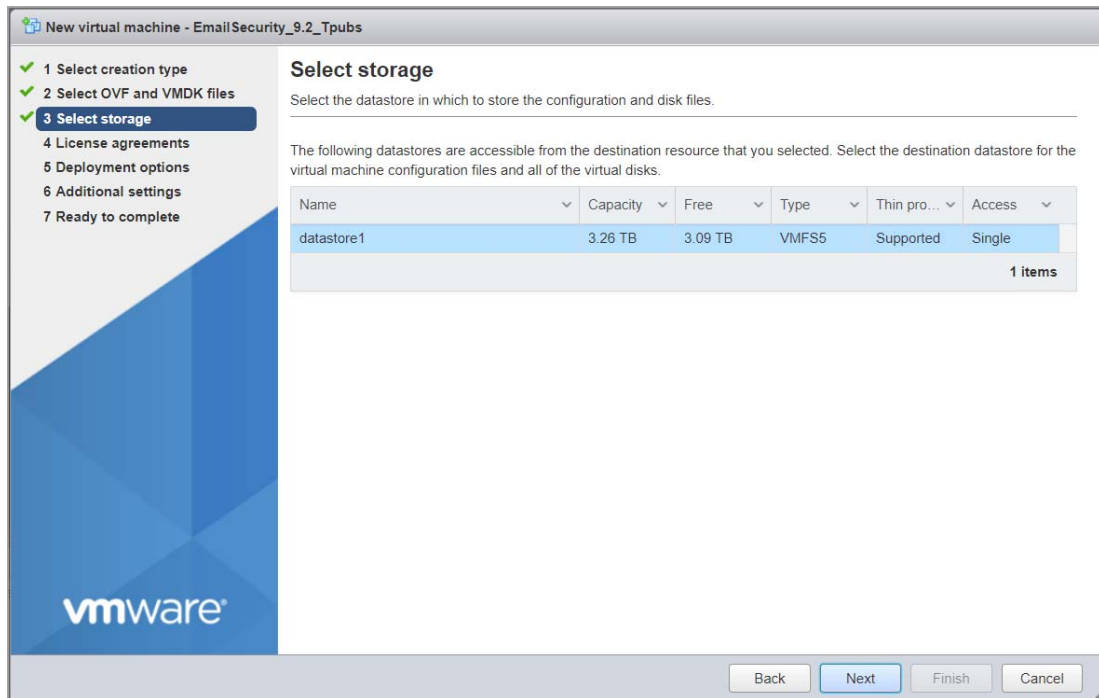 New virtual machine - EmailSecurity_9.2_Tpubs
1 Select creation type
2 Select OVF and VMDK files
3 Select storage
4 License agreements
5 Deployment options
6 Additional settings
7 Ready to complete
vmware®
Select storage
Select the datastore in which to store the configuration and disk files.
The following datastores are accessible from the destination resource that you selected. Select the destination datastore for the
virtual machine configuration files and all of the virtual disks.
Name Capacity Free Type Thin pro... Access
datastore1 3.26 TB 3.09 TB VMFS5 Supported Single
1 items
Back Next Finish Cancel